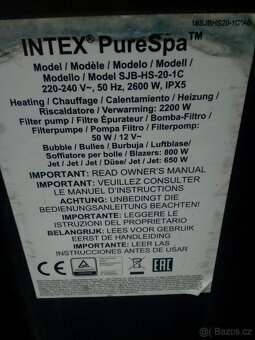 16SJBHS20-1C*A0
INTEX® PureSpa™
Model / Modèle / Modelo / Modell /
Modello / Model SJB-HS-20-1C
220-240 V~, 50 Hz, 2600 W, IPX5
Heating / Chauffage / Calentamiento / Heizung /
Riscaldatore / Verwarming: 2200 W
Filter pump / Filtre Épurateur / Bomba-Filtro /
Filterpumpe / Pompa Filtro / Filterpomp:
50 W / 12 V~
Bubble / Bulles / Burbuja / Luftblase/
Soffiatore per bolle / Blazers: 800 W
Jet / Jet / Jet / Düse/ Jet / Jet: 650 W
IMPORTANT: READ OWNER'S MANUAL
IMPORTANT: VEUILLEZ CONSULTER
LE MANUEL D'INSTRUCTIONS
ACHTUNG: UNBEDINGT DIE
BEDIENUNGSANLEITUNG BEACHTEN!
IMPORTANTE: LEGGERE LE
ISTRUZIONI DEL PROPRIETARIO
BELANGRIJK: LEES VOOR GEBRUIK
EERST DE HANDLEIDING
IMPORTANTE: LEER LAS
INSTRUCCIONES ANTES DE USAR
CE
EAC
bazos.cz